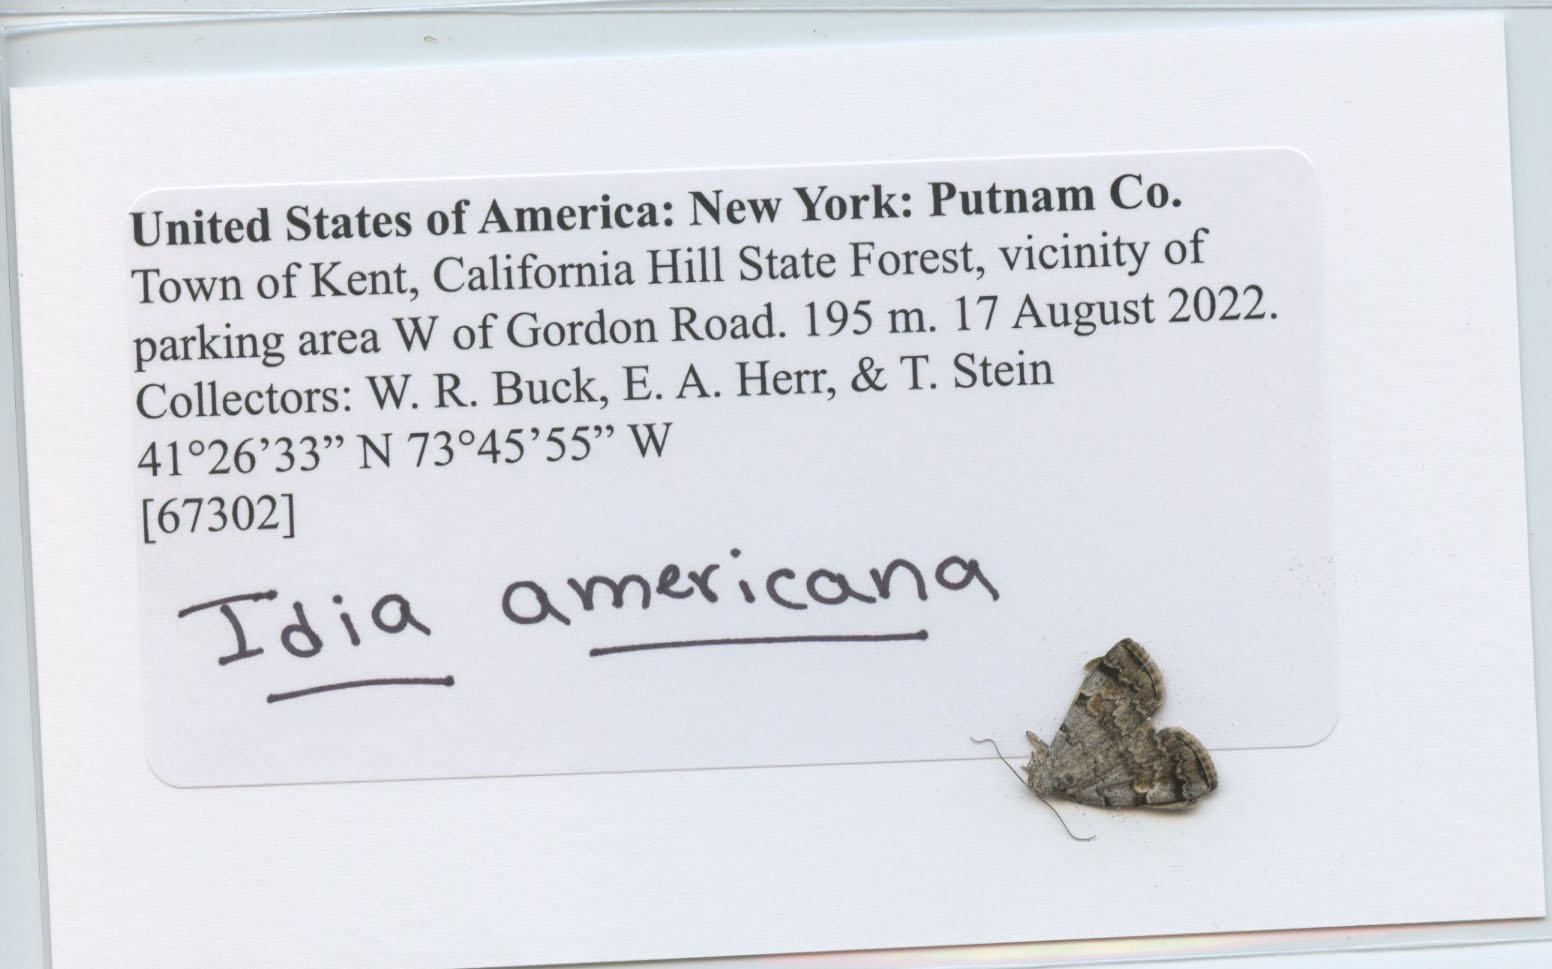 United States of America: New York: Putnam Co.
Town of Kent, California Hill State Forest, vicinity of
parking area W of Gordon Road. 195 m. 17 August 2022.
Collectors: W. R. Buck, E. A. Herr, & T. Stein
41°26’33” N 73°45’55” W
[67302]
Idia americana